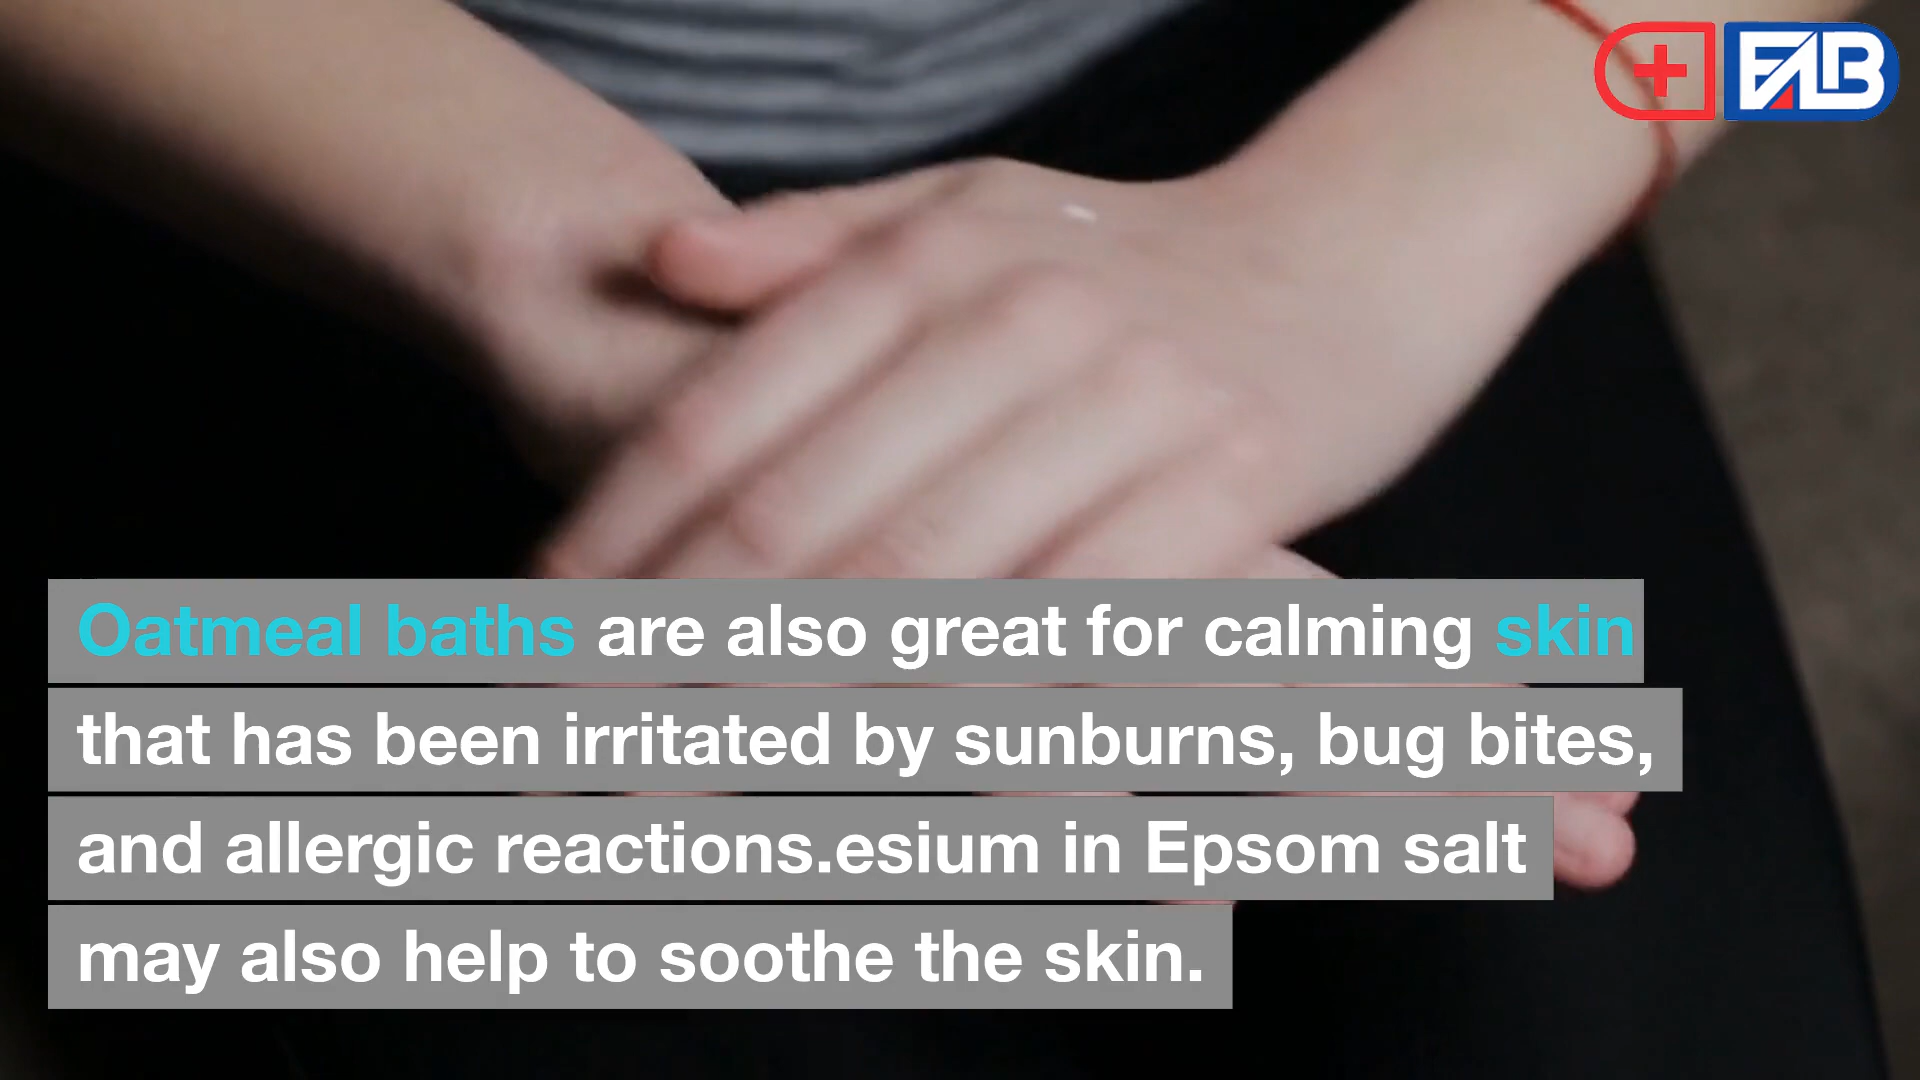 FAB
Oatmeal baths are also great for calming skin
that has been irritated by sunburns, bug bites,
and allergic reactions.esium in Epsom salt
may also help to soothe the skin.